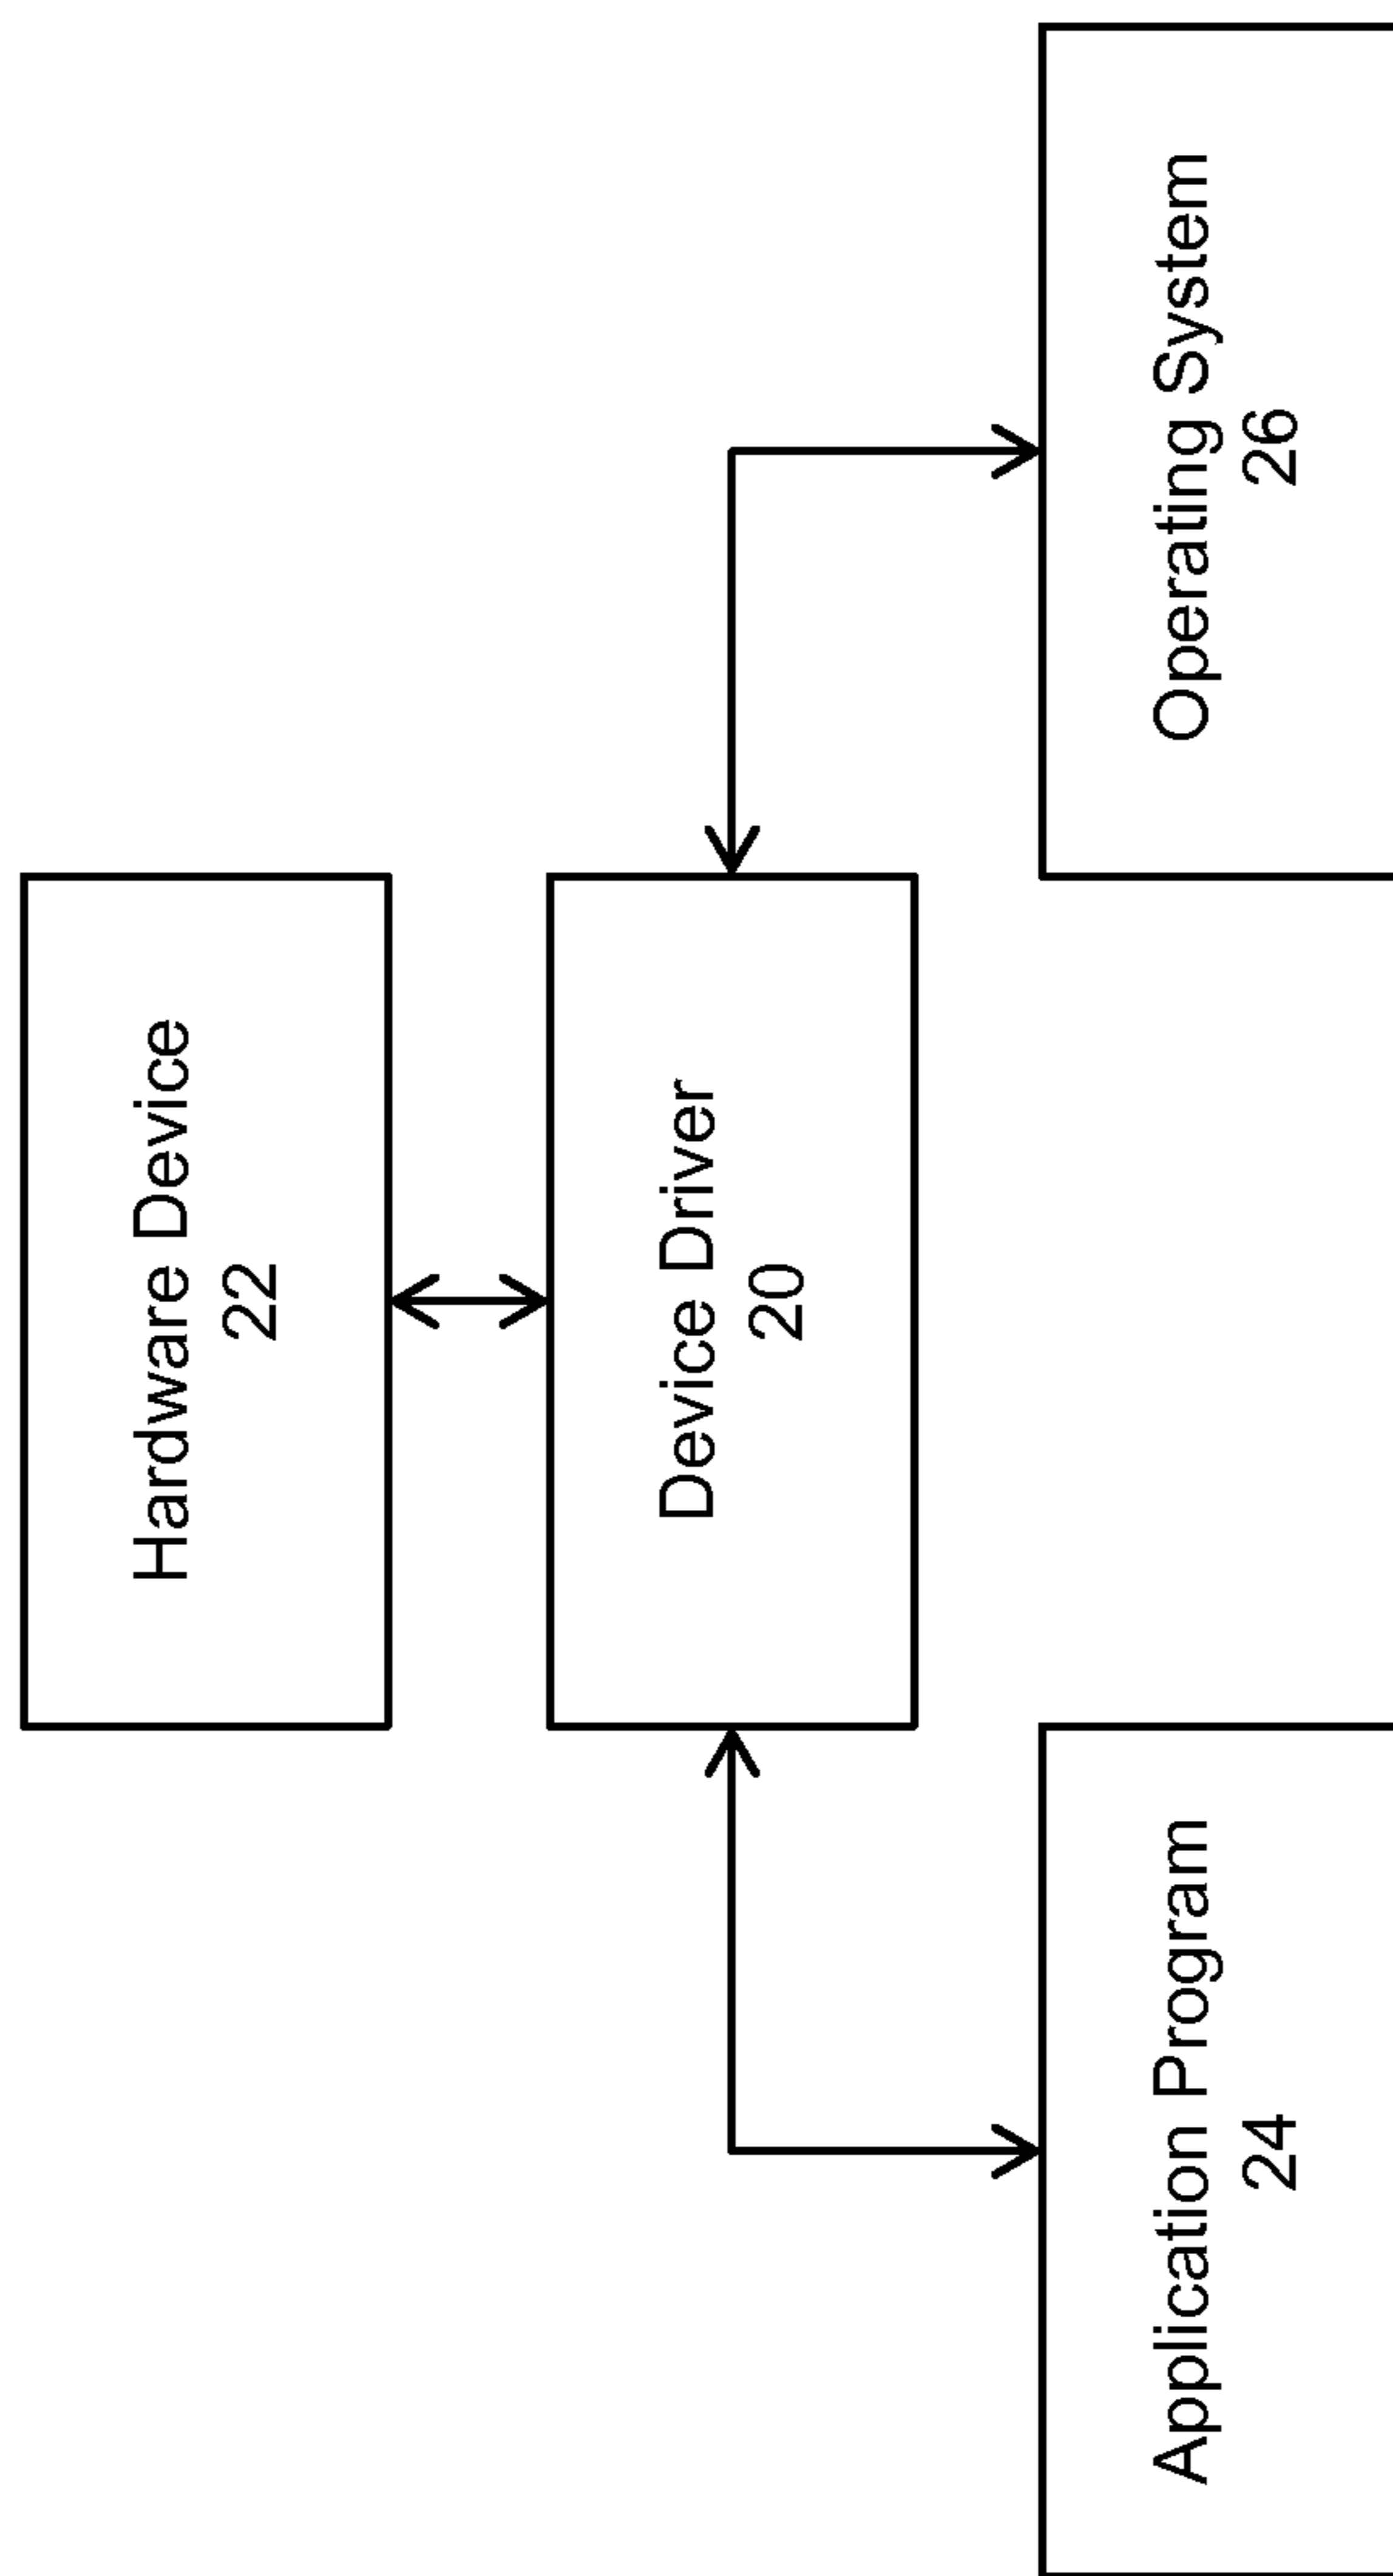 Hardware Device
22
Device Driver
20
Application Program
24
Operating System
26